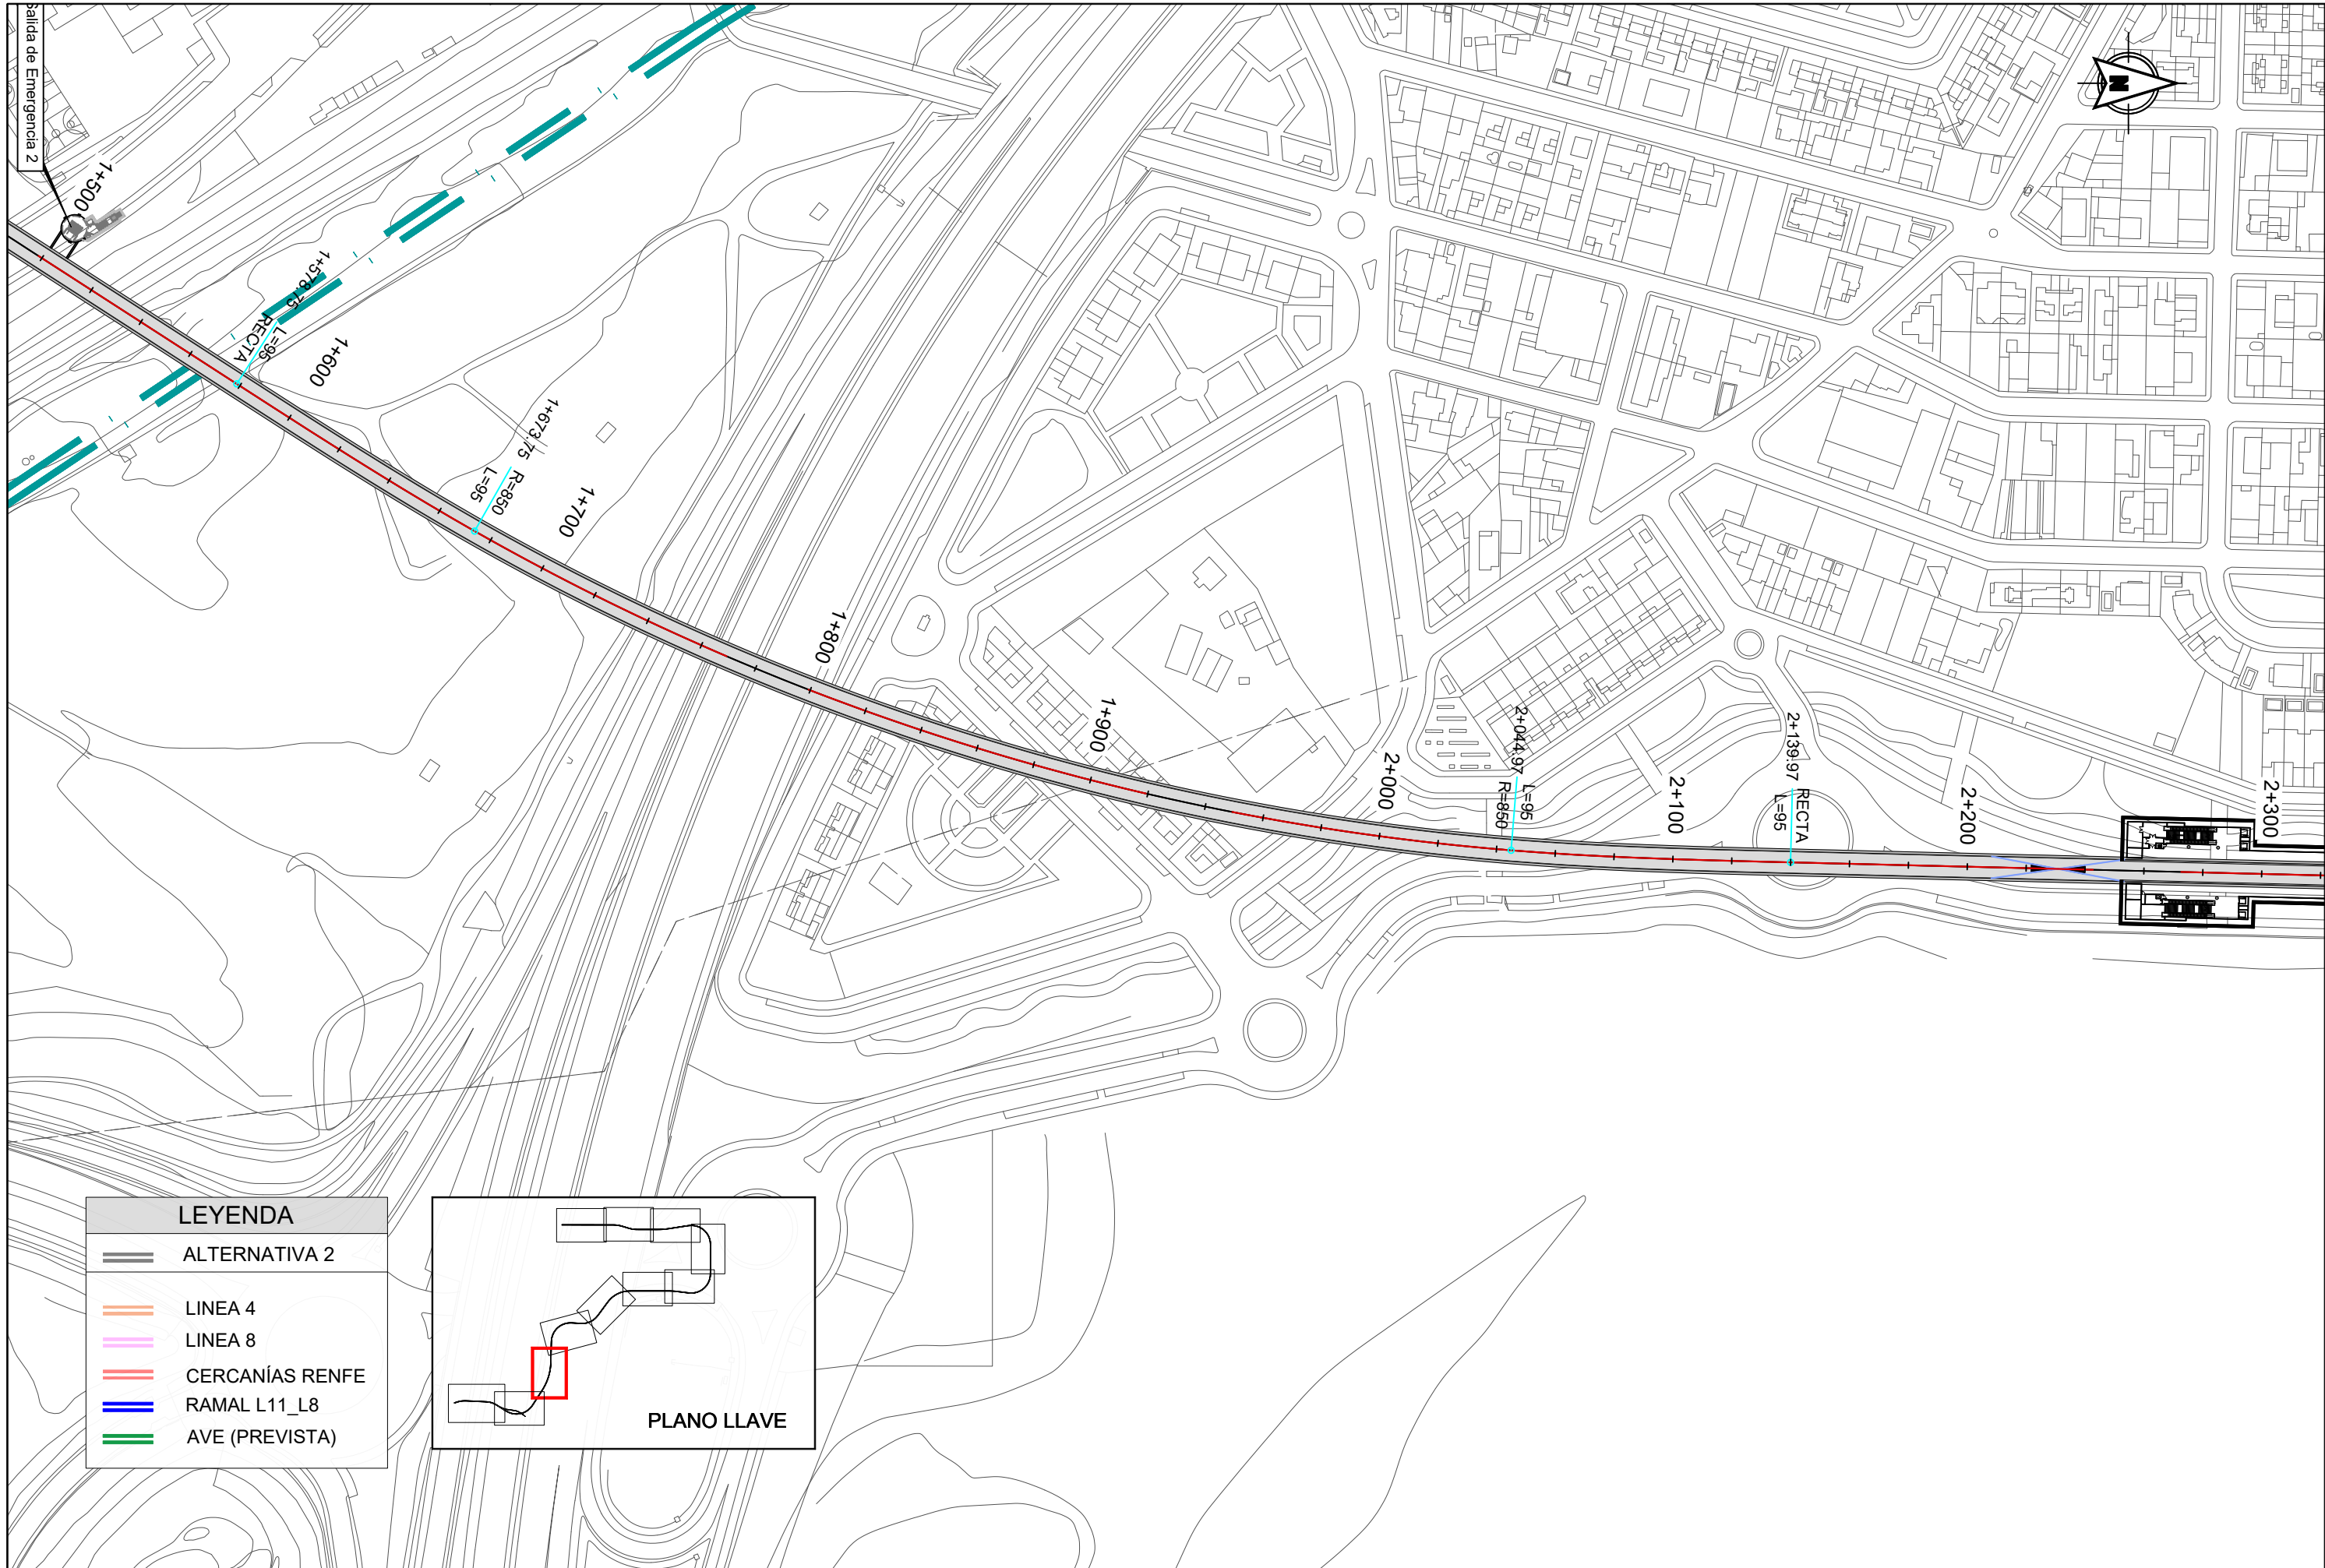 Salida de Emergencia 2
N
1+500
1+578.75
RECTA
L=95
1+600
1+673.75
L=95
R=850
1+700
1+800
1+900
2+000
2+044.97
R=850
L=95
2+100
2+139.97
L=95
RECTA
2+200
2+300
LEYENDA
ALTERNATIVA 2
LINEA 4
LINEA 8
CERCANÍAS RENFE
RAMAL L11_L8
AVE (PREVISTA)
PLANO LLAVE